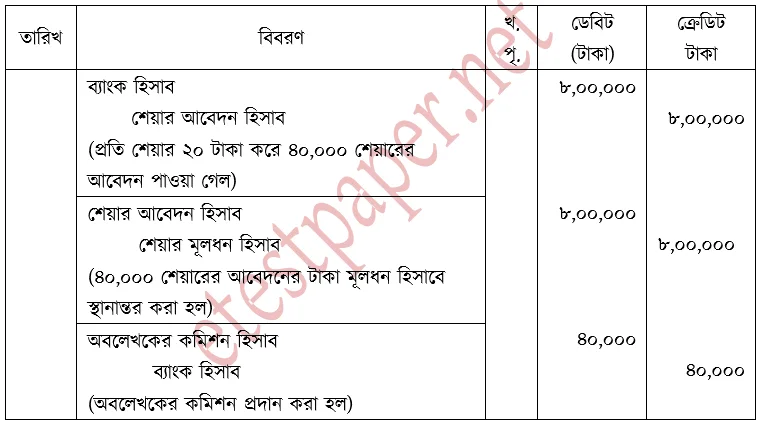 তারিখ বিবরণ খ. পৃ. ডেবিট (টাকা) ক্রেডিট টাকা
ব্যাংক হিসাব ৮,০০,০০০
শেয়ার আবেদন হিসাব ৮,০০,০০০
(প্রতি শেয়ার ২০ টাকা করে ৪০,০০০ শেয়ারের
আবেদন পাওয়া গেল)
শেয়ার আবেদন হিসাব ৮,০০,০০০
শেয়ার মূলধন হিসাব ৮,০০,০০০
(৪০,০০০ শেয়ারের আবেদনের টাকা মূলধন হিসাবে
স্থানান্তর করা হল)
অবলেখকের কমিশন হিসাব ৪০,০০০
ব্যাংক হিসাব ৪০,০০০
(অবলেখকের কমিশন প্রদান করা হল)
etestpaper.net